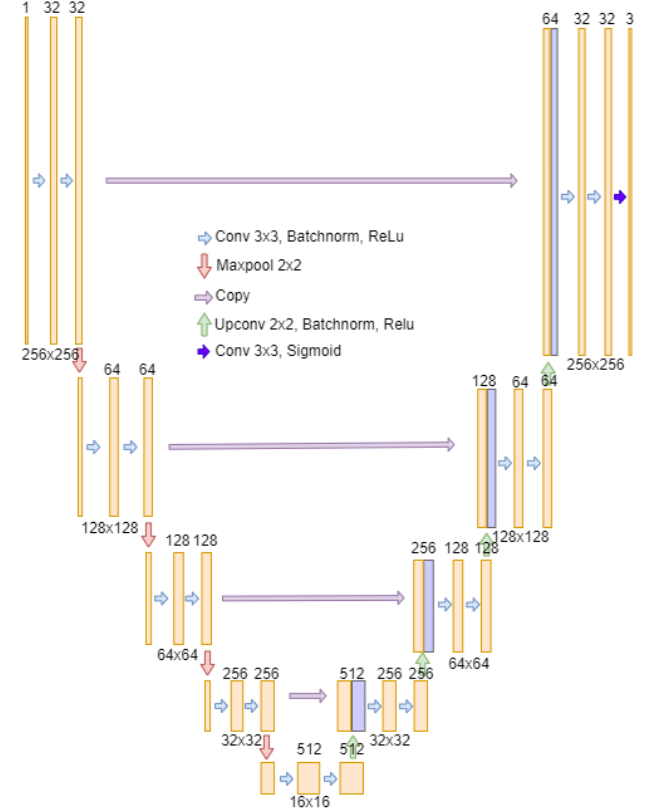 1 32 32
64 32 32 3
Conv 3x3, Batchnorm, ReLu
Maxpool 2x2
Copy
Upconv 2x2, Batchnorm, Relu
Conv 3x3, Sigmoid
256x256
256x256
64 64
128 64 64
128x128
128x128
128 128
256 128 128
64x64
64x64
256 256
512 256 256
32x32
32x32
512 512
16x16